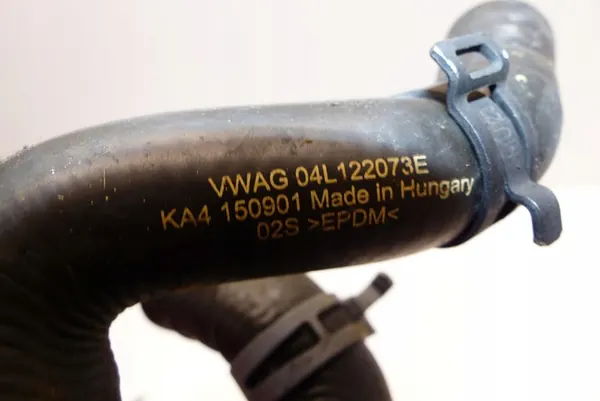 VWAG 04L122073E
KA4 150901 Made in Hungary
02S >EPDM<